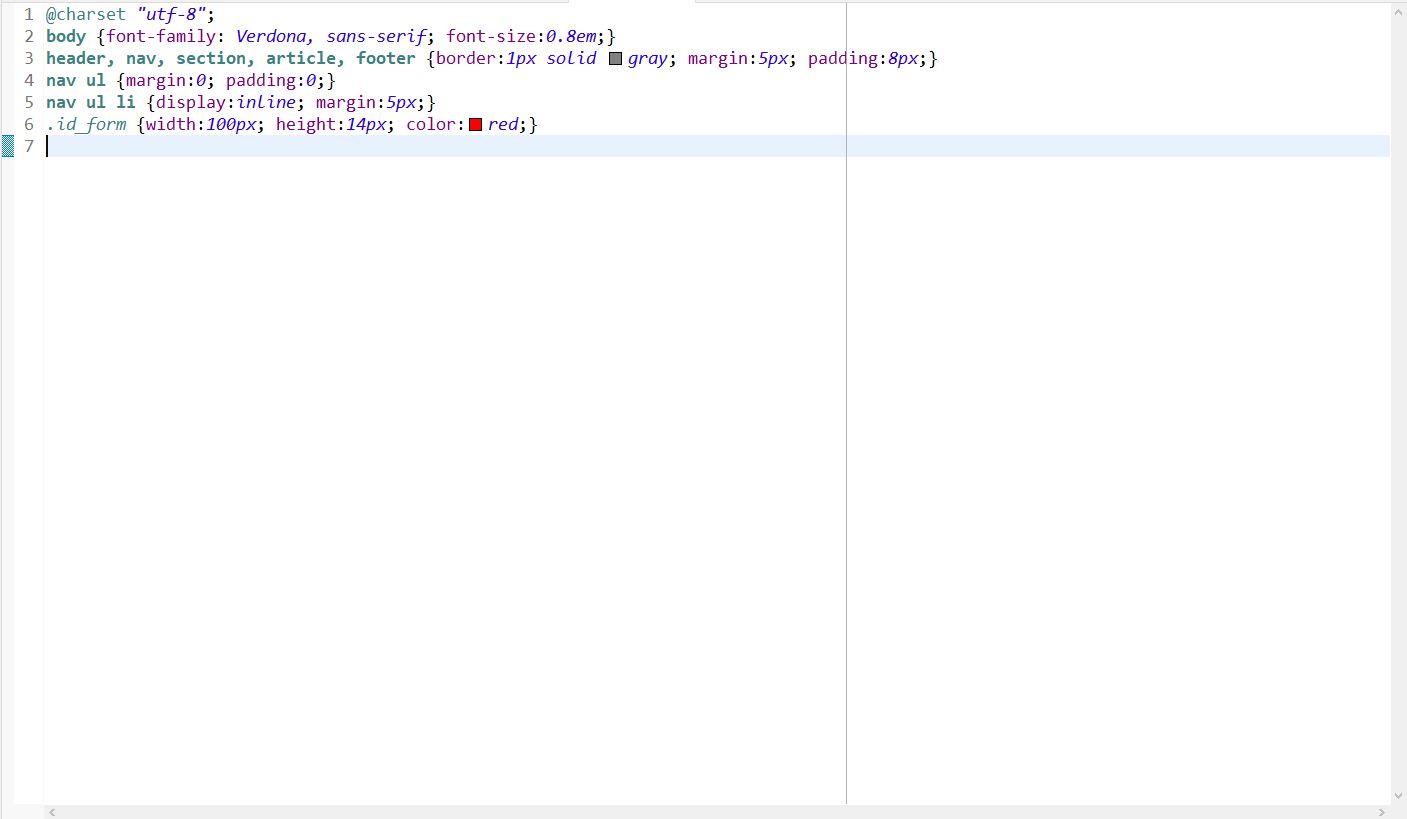 1 @charset "utf-8";
2 body {font-family: Verdona, sans-serif; font-size:0.8em;}
3 header, nav, section, article, footer {border:1px solid gray; margin:5px; padding:8px;}
4 nav ul {margin:0; padding:0;}
5 nav ul li {display:inline; margin:5px;}
6 .id_form {width:100px; height:14px; color:red;}
7